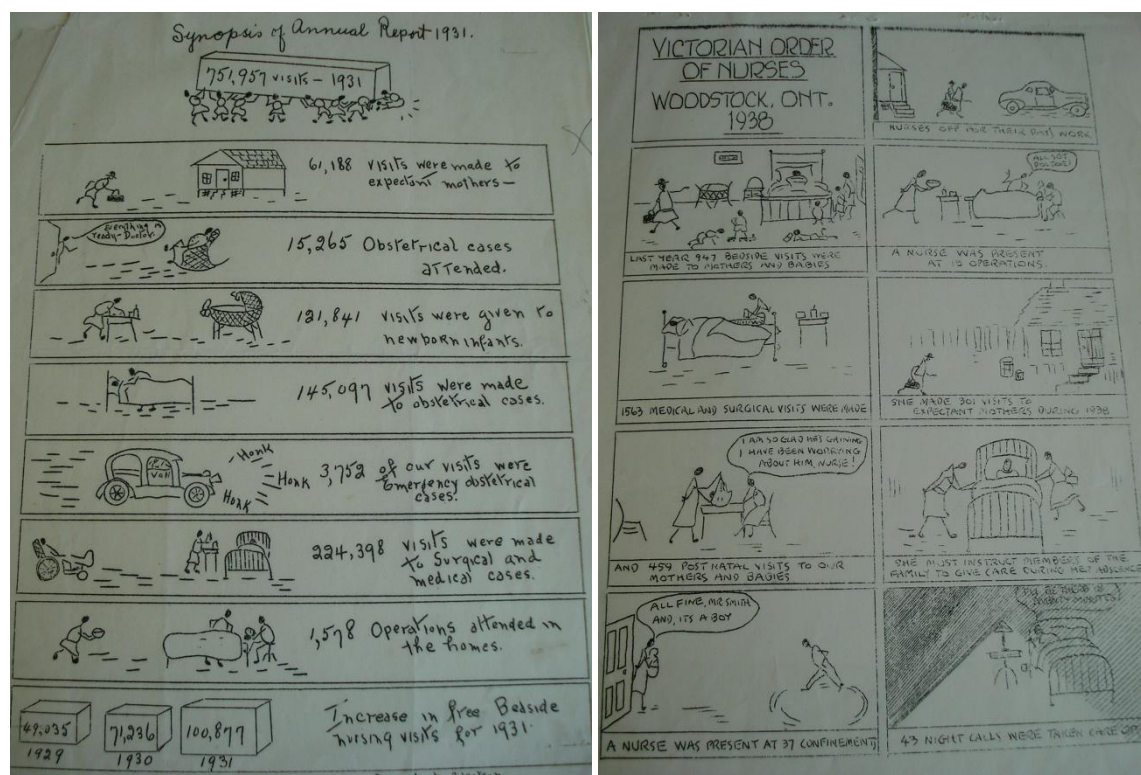 Synopsis of Annual Report 1931.
751,957 visits - 1931
61,188 visits were made to
expectant mothers—
Everything is
ready-Doctor
15,265 Obstetrical cases
attended.
121,841 visits were given to
newborn infants.
145,097 visits were made
to obstetrical cases.
Honk
Honk
Honk
3,752 of our visits were
Emergency obstetrical
cases.
224,398 visits were made
to Surgical and
medical cases.
1,578 Operations attended in
the homes.
49,035
1929
71,236
1930
100,877
1931
Increase in free Bedside
nursing visits for 1931.
VICTORIAN ORDER
OF NURSES
WOODSTOCK, ONT.
1938
NURSES OFF FOR THEIR DAYS WORK
LAST YEAR 947 BEDSIDE VISITS WERE
MADE TO MOTHERS AND BABIES
ALL SET
DOCTOR!
A NURSE WAS PRESENT
AT 15 OPERATIONS.
1563 MEDICAL AND SURGICAL VISITS WERE MADE
SHE MADE 301 VISITS TO
EXPECTANT MOTHERS DURING 1938
I AM SO GLAD HE'S GAINING
I HAVE BEEN WORRYING
ABOUT HIM, NURSE!
AND 459 POST NATAL VISITS TO OUR
MOTHERS AND BABIES
SHE MUST INSTRUCT MEMBERS OF THE
FAMILY TO GIVE CARE DURING HER ABSENCE
ALL FINE, MR SMITH
AND, ITS A BOY
A NURSE WAS PRESENT AT 37 CONFINEMENTS
I'LL BE THERE IN
43 NIGHT CALLS WERE TAKEN CARE OF